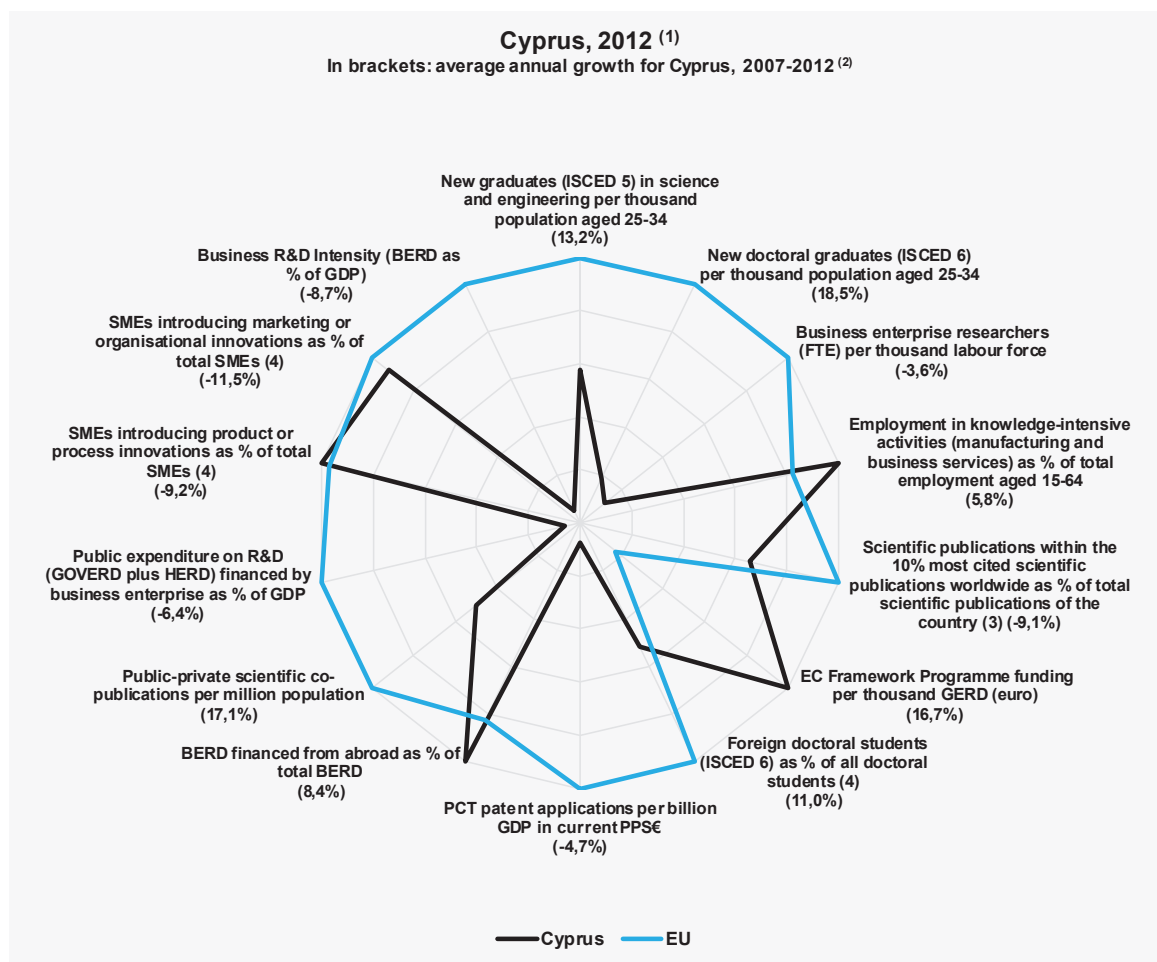 Cyprus, 2012 (1)
In brackets: average annual growth for Cyprus, 2007-2012 (2)
New graduates (ISCED 5) in science
and engineering per thousand
population aged 25-34
(13,2%)
New doctoral graduates (ISCED 6)
per thousand population aged 25-34
(18,5%)
Business enterprise researchers
(FTE) per thousand labour force
(-3,6%)
Employment in knowledge-intensive
activities (manufacturing and
business services) as % of total
employment aged 15-64
(5,8%)
Scientific publications within the
10% most cited scientific
publications worldwide as % of total
scientific publications of the
country (3) (-9,1%)
EC Framework Programme funding
per thousand GERD (euro)
(16,7%)
Foreign doctoral students
(ISCED 6) as % of all doctoral
students (4)
(11,0%)
PCT patent applications per billion
GDP in current PPS€
(-4,7%)
BERD financed from abroad as % of
total BERD
(8,4%)
Public-private scientific co-
publications per million population
(17,1%)
Public expenditure on R&D
(GOVERD plus HERD) financed by
business enterprise as % of GDP
(-6,4%)
SMEs introducing product or
process innovations as % of total
SMEs (4)
(-9,2%)
SMEs introducing marketing or
organisational innovations as % of
total SMEs (4)
(-11,5%)
Business R&D Intensity (BERD as
% of GDP)
(-8,7%)
Cyprus
EU